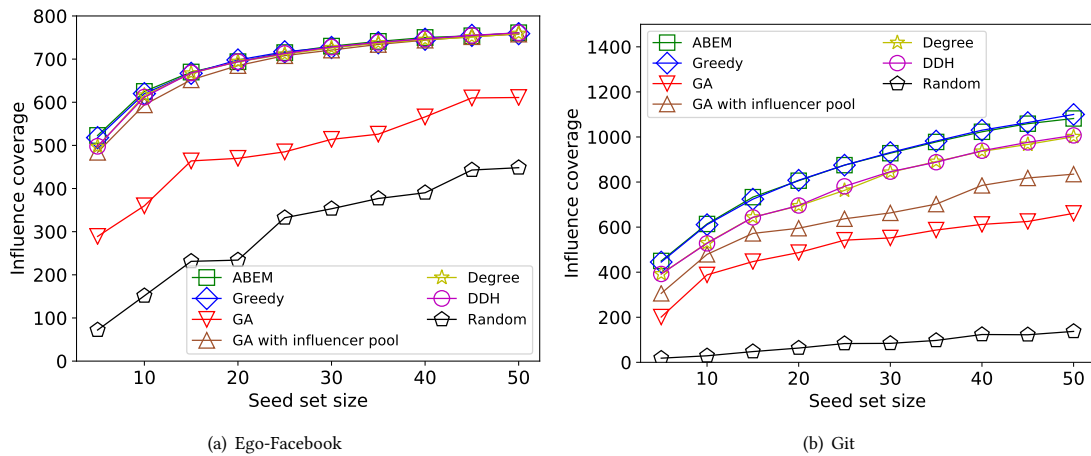 800
700
600
500
400
300
200
100
0
Influence coverage
10 20 30 40 50
Seed set size
ABEM
Greedy
GA
GA with influencer pool
Degree
DDH
Random
(a) Ego-Facebook
1400
1200
1000
800
600
400
200
0
Influence coverage
10 20 30 40 50
Seed set size
ABEM
Greedy
GA
GA with influencer pool
Degree
DDH
Random
(b) Git